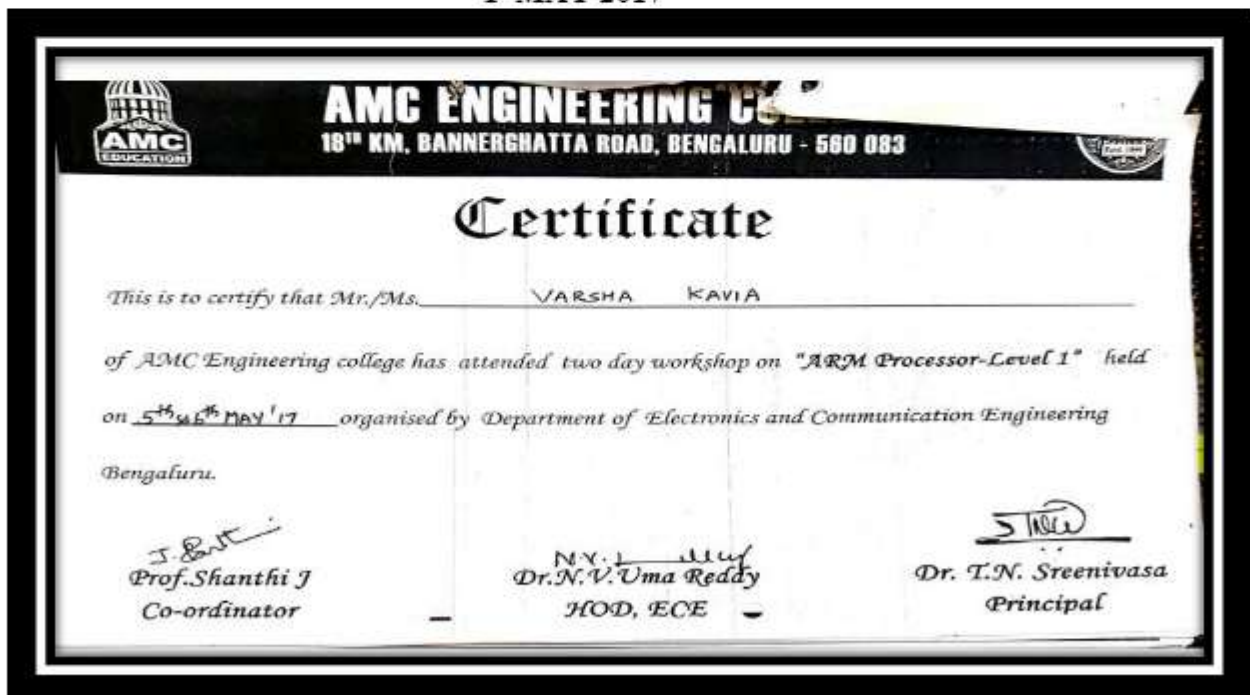 MAY 2017
AMC
EDUCATION
AMC ENGINEERING
18TH KM, BANNERGHATTA ROAD, BENGALURU - 560 083
Certificate
This is to certify that Mr./Ms. VARSHA KAVIA
of AMC Engineering college has attended two day workshop on "ARM Processor-Level 1" held
on 5th & 6th MAY'17 organised by Department of Electronics and Communication Engineering
Bengaluru.
Prof.Shanthi J
Dr.N.V.Uma Reddy
Dr. T.N. Sreenivasa
Co-ordinator
HOD, ECE
Principal